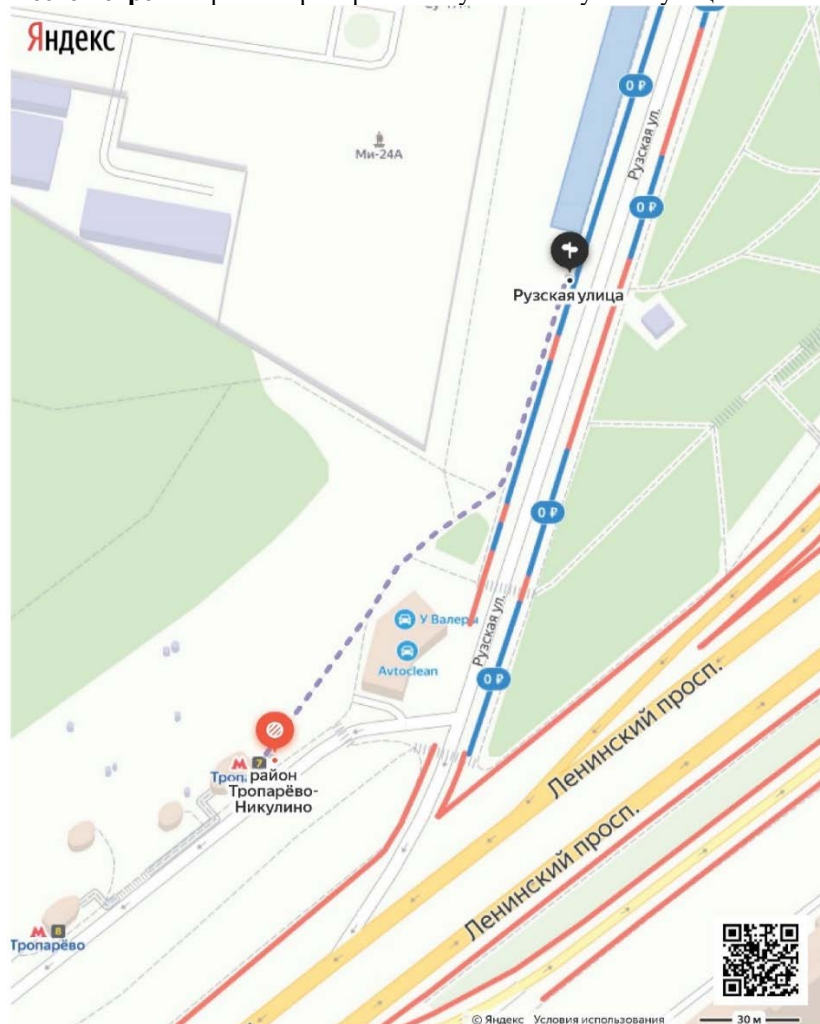 Яндекс
0 ₽
Рузская ул.
Ми-24А
0 ₽
Рузская улица
0 ₽
У Валеры
Рузская ул.
Avtoclean
0 ₽
Ленинский просп.
М 7
район
Тропарёво-
Никулино
Ленинский просп.
М 8
Тропарёво
© Яндекс Условия использования
30 м